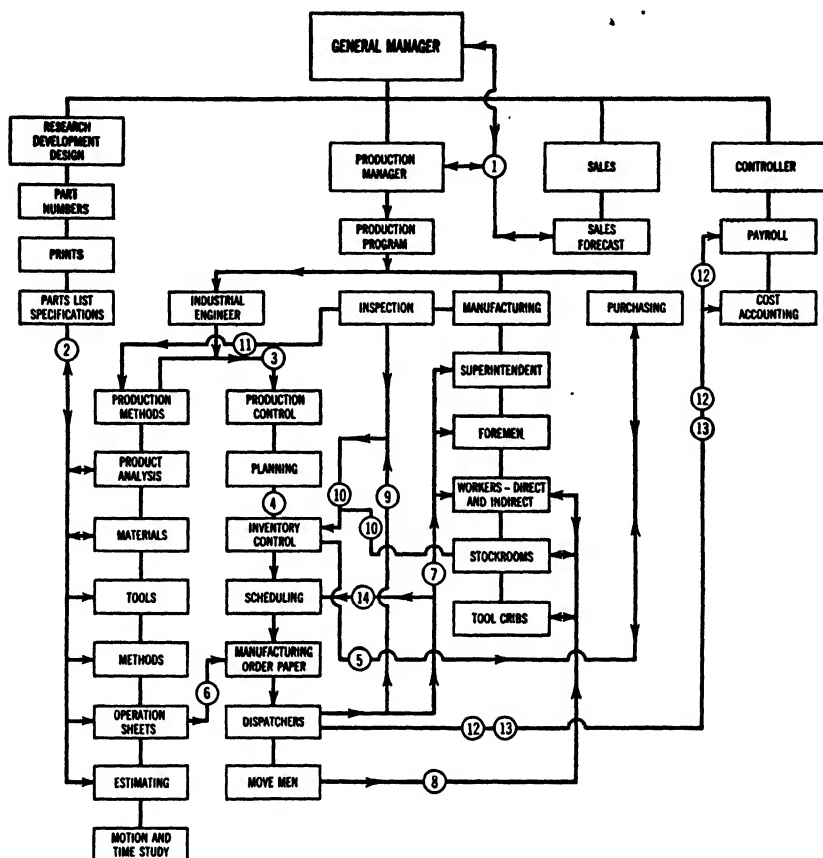 GENERAL MANAGER
RESEARCH
DEVELOPMENT
DESIGN
PRODUCTION
MANAGER
1
SALES
CONTROLLER
PART
NUMBERS
PRODUCTION
PROGRAM
SALES
FORECAST
PAYROLL
PRINTS
12
PARTS LIST
SPECIFICATIONS
INDUSTRIAL
ENGINEER
INSPECTION
MANUFACTURING
PURCHASING
COST
ACCOUNTING
2
11
3
SUPERINTENDENT
PRODUCTION
METHODS
PRODUCTION
CONTROL
12
13
FOREMEN
PRODUCT
ANALYSIS
PLANNING
10
9
WORKERS - DIRECT
AND INDIRECT
4
MATERIALS
INVENTORY
CONTROL
10
STOCKROOMS
7
TOOLS
SCHEDULING
14
TOOL CRIBS
METHODS
MANUFACTURING
ORDER PAPER
5
6
OPERATION
SHEETS
DISPATCHERS
12 13
ESTIMATING
MOVE MEN
8
MOTION AND
TIME STUDY